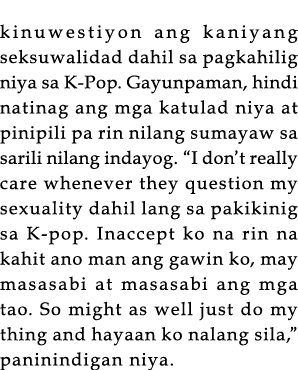 kinuwestiyon ang kaniyang
seksuwalidad dahil sa pagkahilig
niya sa K-Pop. Gayunpaman, hindi
natinag ang mga katulad niya at
pinipili pa rin nilang sumayaw sa
sarili nilang indayog. “I don’t really
care whenever they question my
sexuality dahil lang sa pakikinig
sa K-pop. Inaccept ko na rin na
kahit ano man ang gawin ko, may
masasabi at masasabi ang mga
tao. So might as well just do my
thing and hayaan ko nalang sila,”
paninindigan niya.